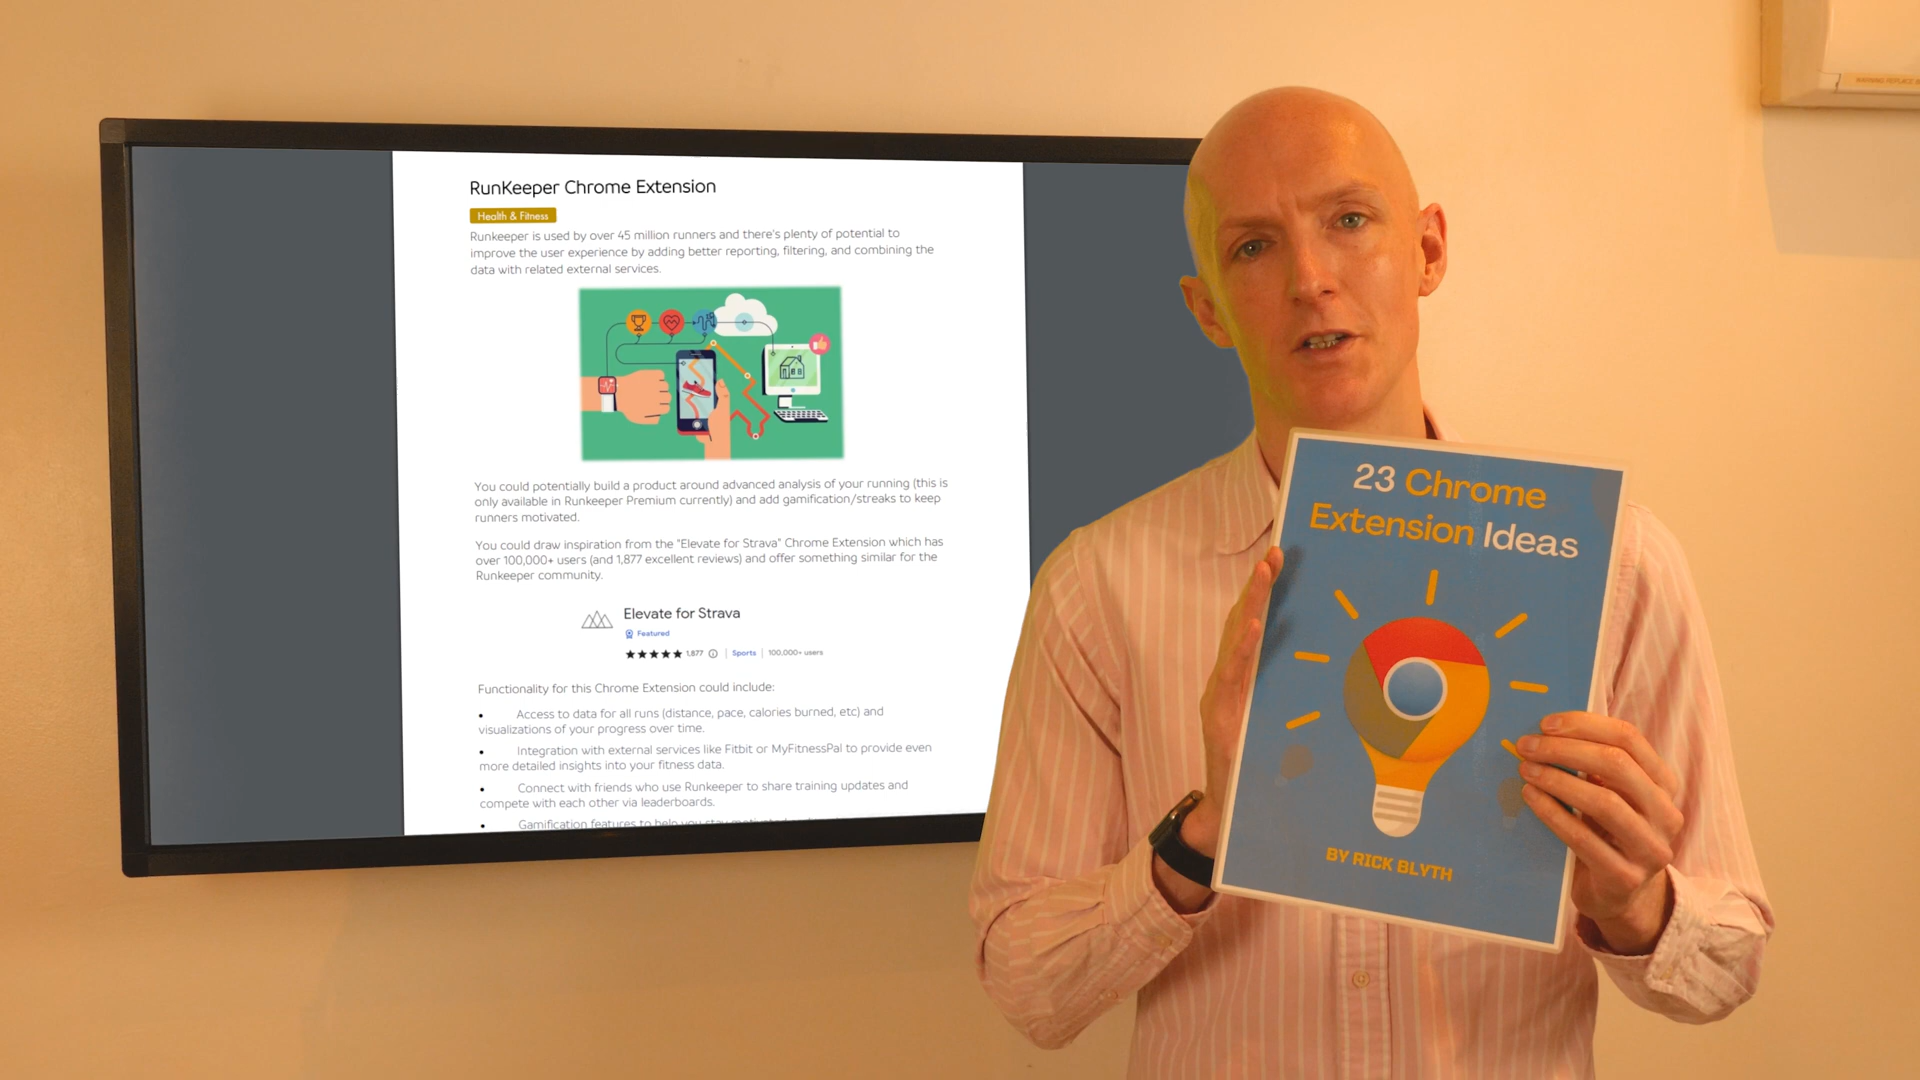 RunKeeper Chrome Extension
Health & Fitness
Runkeeper is used by over 45 million runners and there's plenty of potential to
improve the user experience by adding better reporting, filtering, and combining the
data with related external services.
You could potentially build a product around advanced analysis of your running (this is
only available in Runkeeper Premium currently) and add gamification/streaks to keep
runners motivated.
You could draw inspiration from the "Elevate for Strava" Chrome Extension which has
over 100,000+ users (and 1,877 excellent reviews) and offer something similar for the
Runkeeper community.
Elevate for Strava
Featured
★★★★★ 1,877 | Sports | 100,000+ users
Functionality for this Chrome Extension could include:
• Access to data for all runs (distance, pace, calories burned, etc) and
visualizations of your progress over time.
• Integration with external services like Fitbit or MyFitnessPal to provide even
more detailed insights into your fitness data.
• Connect with friends who use Runkeeper to share training updates and
compete with each other via leaderboards.
• Gamification features to help you stay motivated
23 Chrome
Extension Ideas
BY RICK BLYTH